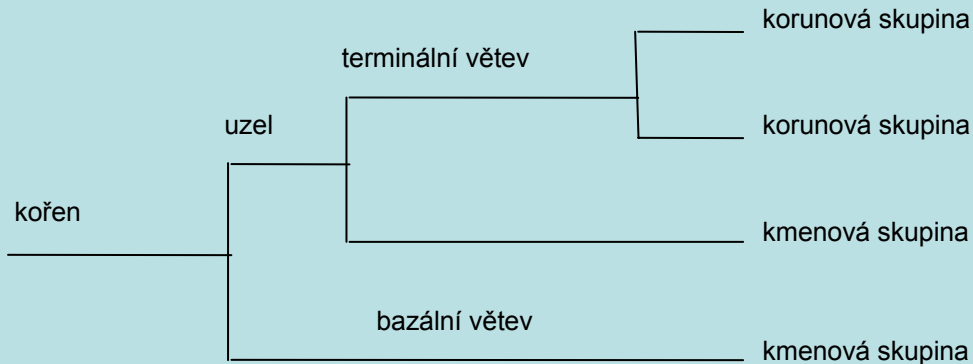 korunová skupina
terminální větev
korunová skupina
uzel
kořen
kmenová skupina
bazální větev
kmenová skupina